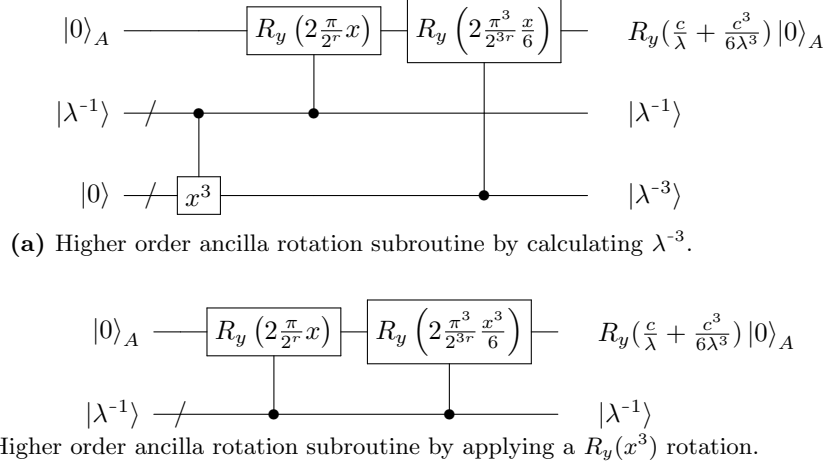 |0⟩_A R_y (2 π/2^r x) R_y (2 π^3/2^{3r} x/6) R_y(c/λ + c^3/6λ^3) |0⟩_A
|λ^{-1}⟩ |λ^{-1}⟩
|0⟩ x^3 |λ^{-3}⟩
(a) Higher order ancilla rotation subroutine by calculating λ^{-3}.
|0⟩_A R_y (2 π/2^r x) R_y (2 π^3/2^{3r} x^3/6) R_y(c/λ + c^3/6λ^3) |0⟩_A
|λ^{-1}⟩ |λ^{-1}⟩
Higher order ancilla rotation subroutine by applying a R_y(x^3) rotation.